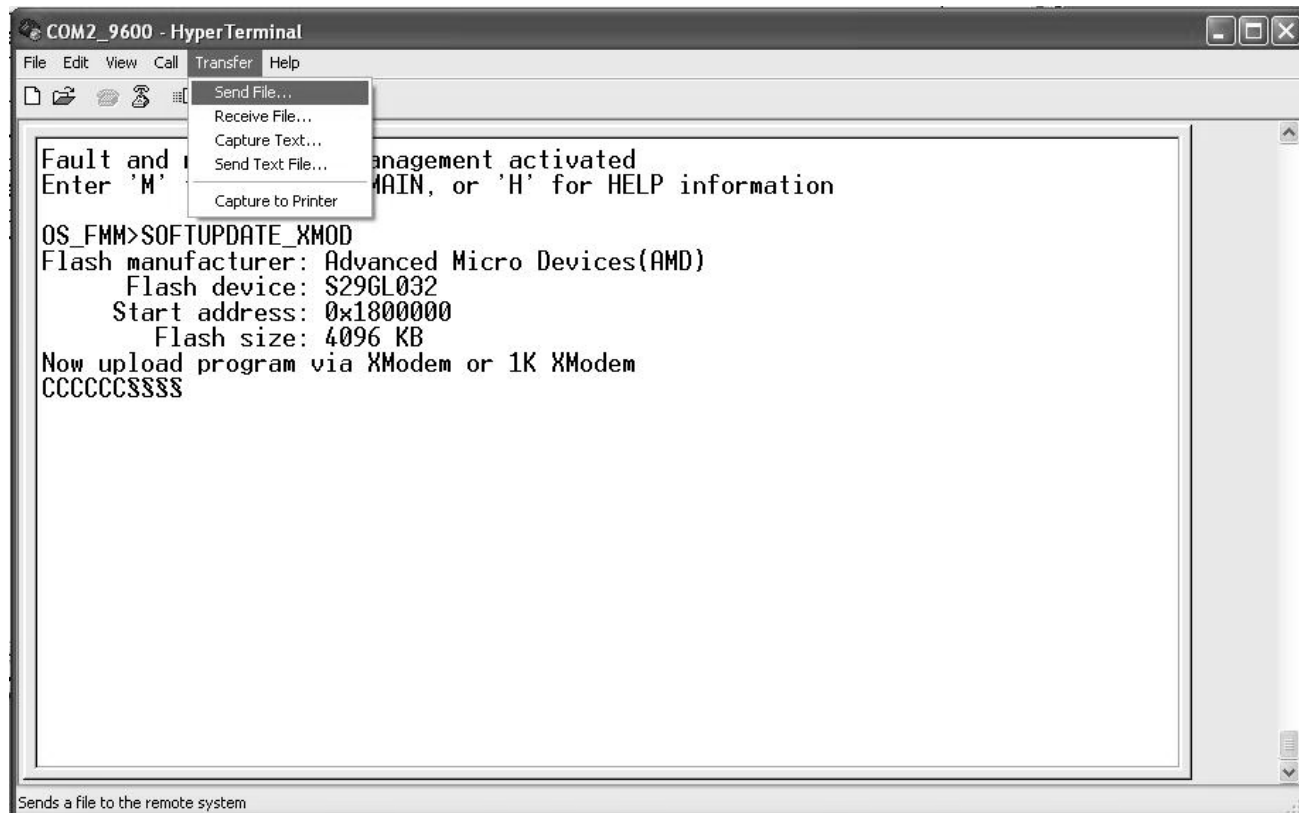 COM2_9600 - HyperTerminal
File Edit View Call Transfer Help
Send File...
Receive File...
Capture Text...
Send Text File...
Capture to Printer
Fault and anagement activated
Enter 'M' MAIN, or 'H' for HELP information
OS_FMM>SOFTUPDATE_XMOD
Flash manufacturer: Advanced Micro Devices(AMD)
Flash device: S29GL032
Start address: 0x1800000
Flash size: 4096 KB
Now upload program via XModem or 1K XModem
CCCCCC§§§§
Sends a file to the remote system